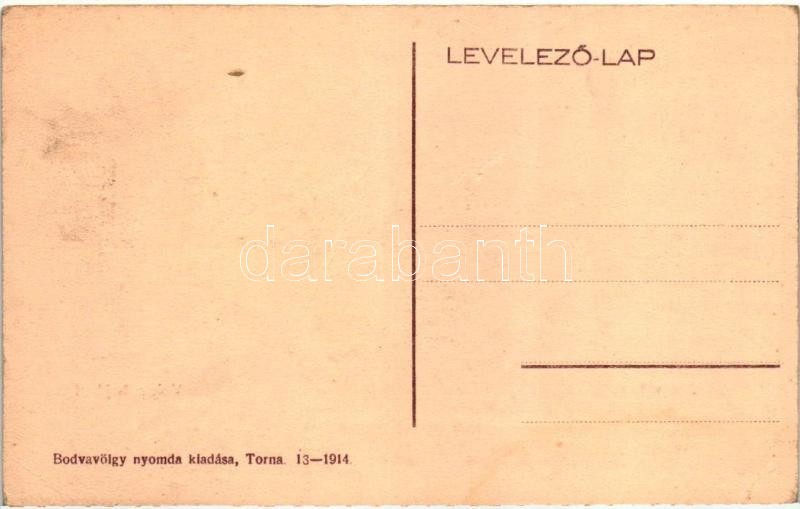 LEVELEZŐ-LAP
darabanth
Bodvavölgy nyomda kiadása, Torna. 13—1914.